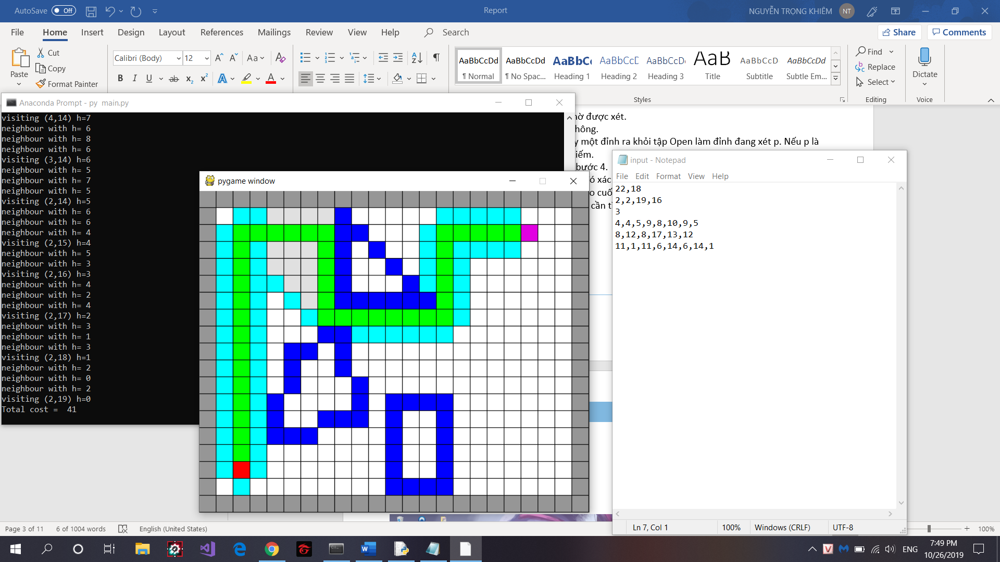 AutoSave Off
Report
NGUYỄN TRỌNG KHIÊM NT
File Home Insert Design Layout References Mailings Review View Help Search
Share Comments
Paste
Cut
Copy
Format Painter
Calibri (Body) 12
AaBbCcDd AaBbCcDd AaBbCc AaBbCcD AaBbCcD AaB AaBbCcD AaBbCcDd
¶ Normal ¶ No Spac... Heading 1 Heading 2 Heading 3 Title Subtitle Subtle Em...
Styles
Find
Replace
Select
Editing
Dictate
Voice
Anaconda Prompt - py main.py
visiting (4,14) h=7
neighbour with h= 6
neighbour with h= 8
neighbour with h= 6
visiting (3,14) h=6
neighbour with h= 5
neighbour with h= 7
neighbour with h= 5
visiting (2,14) h=5
neighbour with h= 6
neighbour with h= 6
neighbour with h= 4
visiting (2,15) h=4
neighbour with h= 5
neighbour with h= 3
visiting (2,16) h=3
neighbour with h= 4
neighbour with h= 2
neighbour with h= 4
visiting (2,17) h=2
neighbour with h= 3
neighbour with h= 1
neighbour with h= 3
visiting (2,18) h=1
neighbour with h= 2
neighbour with h= 0
neighbour with h= 2
visiting (2,19) h=0
Total cost = 41
được xét.
một đỉnh ra khỏi tập Open làm đỉnh đang xét p. Nếu p là
bước 4.
xác
cuố
cần t
pygame window
input - Notepad
File Edit Format View Help
22,18
2,2,19,16
3
4,4,5,9,8,10,9,5
8,12,8,17,13,12
11,1,11,6,14,6,14,1
Ln 7, Col 1 100% Windows (CRLF) UTF-8
Page 3 of 11 6 of 1004 words English (United States)
100%
ENG
7:49 PM
10/26/2019